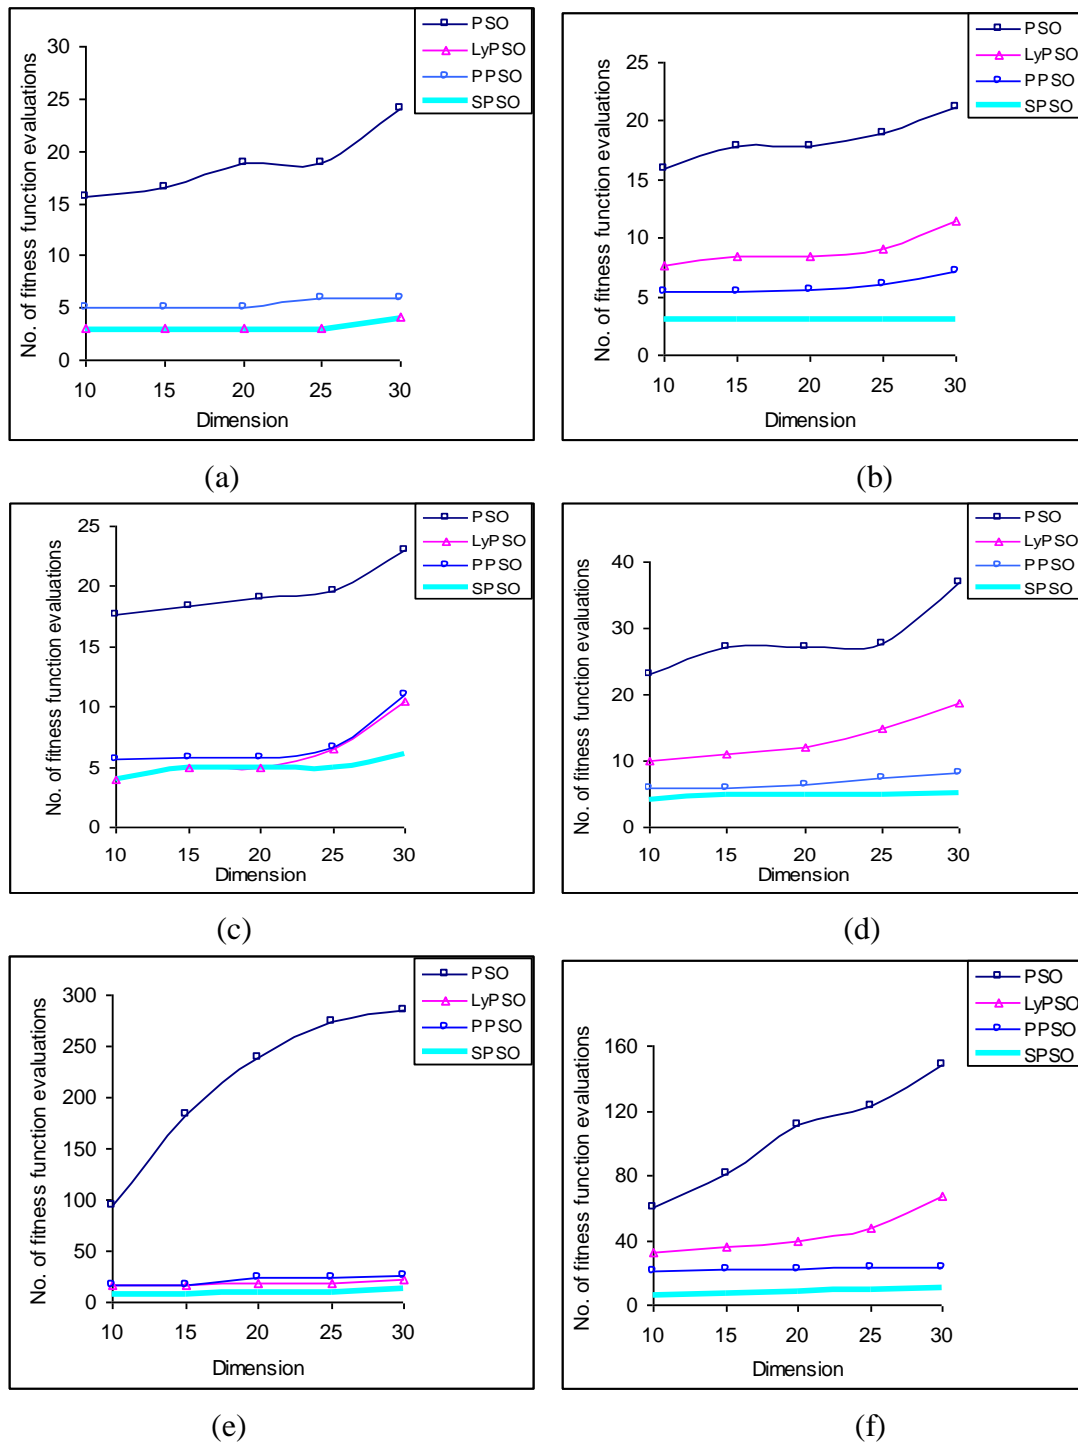 PSO
LyPSO
PPSO
SPSO
30
25
20
15
10
5
0
10 15 20 25 30
No. of fitness function evaluations
Dimension
(a)
PSO
LyPSO
PPSO
SPSO
25
20
15
10
5
0
10 15 20 25 30
No. of fitness function evaluations
Dimension
(b)
PSO
LyPSO
PPSO
SPSO
25
20
15
10
5
0
10 15 20 25 30
No. of fitness function evaluations
Dimension
(c)
PSO
LyPSO
PPSO
SPSO
40
30
20
10
0
10 15 20 25 30
No. of fitness function evaluations
Dimension
(d)
PSO
LyPSO
PPSO
SPSO
300
250
200
150
100
50
0
10 15 20 25 30
No. of fitness function evaluations
Dimension
(e)
PSO
LyPSO
PPSO
SPSO
160
120
80
40
0
10 15 20 25 30
No. of fitness function evaluations
Dimension
(f)